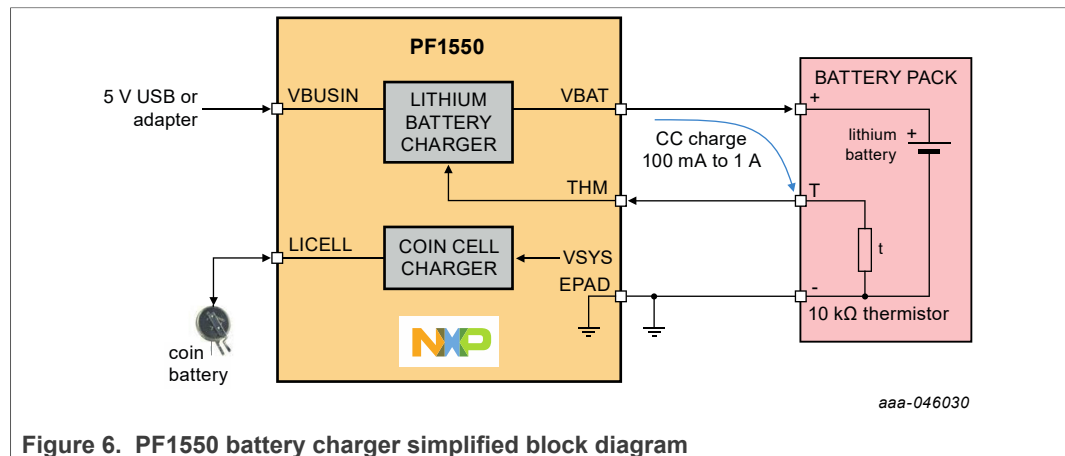 PF1550
5 V USB or
adapter
VBUSIN
LITHIUM
BATTERY
CHARGER
VBAT
THM
CC charge
100 mA to 1 A
BATTERY PACK
+
lithium
battery
+
T
t
-
10 kΩ thermistor
LICELL
COIN CELL
CHARGER
VSYS
EPAD
coin
battery
NXP
aaa-046030
Figure 6. PF1550 battery charger simplified block diagram